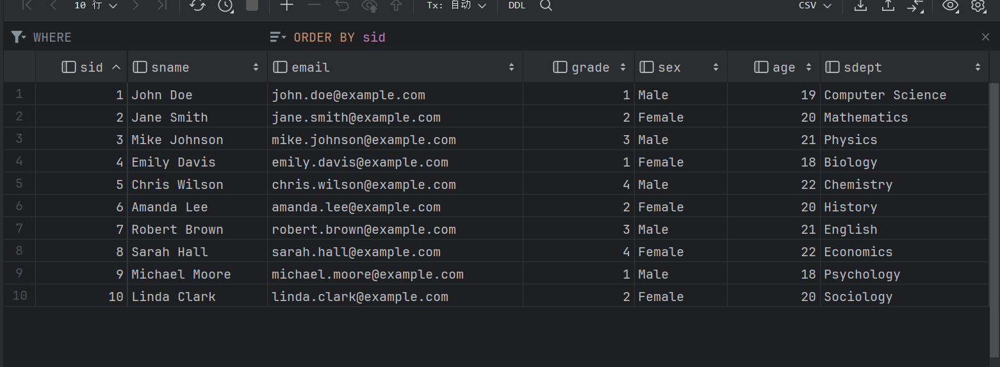 10 行 Tx: 自动 DDL CSV
WHERE ORDER BY sid
sid sname email grade sex age sdept
1 1 John Doe john.doe@example.com 1 Male 19 Computer Science
2 2 Jane Smith jane.smith@example.com 2 Female 20 Mathematics
3 3 Mike Johnson mike.johnson@example.com 3 Male 21 Physics
4 4 Emily Davis emily.davis@example.com 1 Female 18 Biology
5 5 Chris Wilson chris.wilson@example.com 4 Male 22 Chemistry
6 6 Amanda Lee amanda.lee@example.com 2 Female 20 History
7 7 Robert Brown robert.brown@example.com 3 Male 21 English
8 8 Sarah Hall sarah.hall@example.com 4 Female 22 Economics
9 9 Michael Moore michael.moore@example.com 1 Male 18 Psychology
10 10 Linda Clark linda.clark@example.com 2 Female 20 Sociology